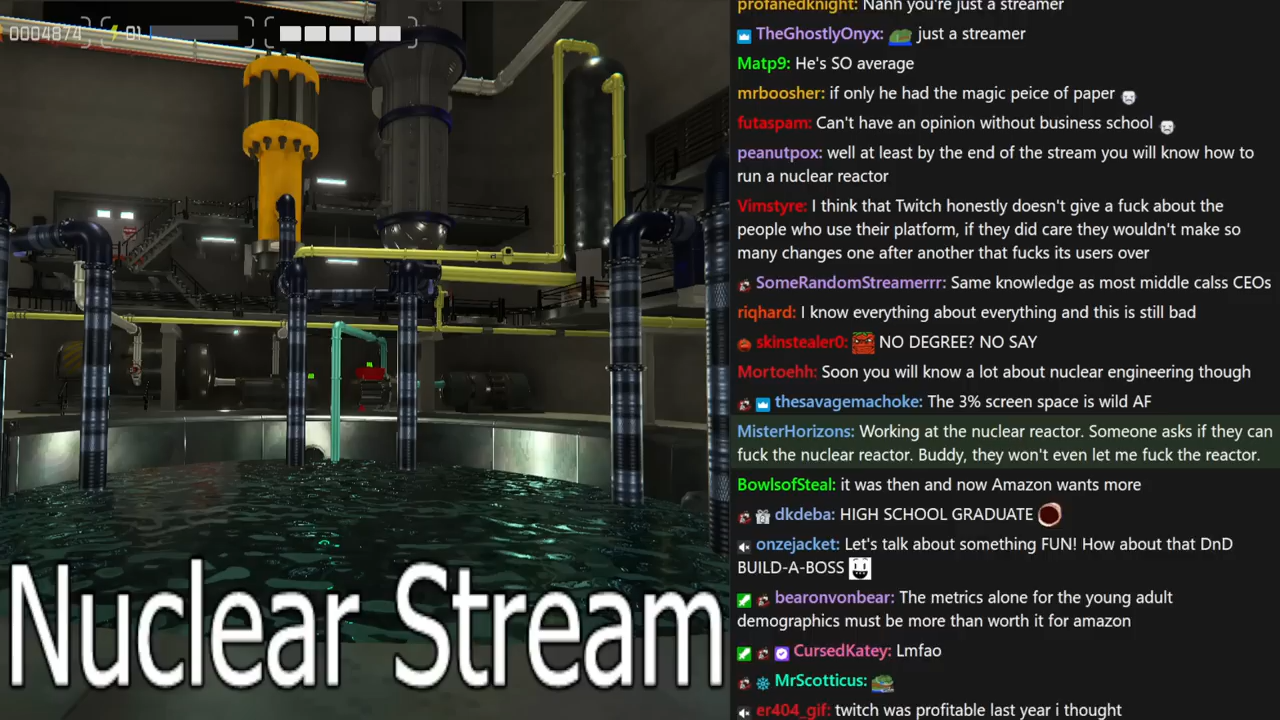 0004874
01
Nuclear Stream
profanedknight: Nahh you're just a streamer
TheGhostlyOnyx: just a streamer
Matp9: He's SO average
mrboosher: if only he had the magic peice of paper
futaspam: Can't have an opinion without business school
peanutpox: well at least by the end of the stream you will know how to
run a nuclear reactor
Vimstyre: I think that Twitch honestly doesn't give a fuck about the
people who use their platform, if they did care they wouldn't make so
many changes one after another that fucks its users over
SomeRandomStreamerrr: Same knowledge as most middle calss CEOs
riqhard: I know everything about everything and this is still bad
skinstealer0: NO DEGREE? NO SAY
Mortoehh: Soon you will know a lot about nuclear engineering though
thesavagemachoke: The 3% screen space is wild AF
MisterHorizons: Working at the nuclear reactor. Someone asks if they can
fuck the nuclear reactor. Buddy, they won't even let me fuck the reactor.
BowlsofSteal: it was then and now Amazon wants more
dkdeba: HIGH SCHOOL GRADUATE
onzejacket: Let's talk about something FUN! How about that DnD
BUILD-A-BOSS
bearonvonbear: The metrics alone for the young adult
demographics must be more than worth it for amazon
CursedKatey: Lmfao
MrScotticus:
er404_gif: twitch was profitable last year i thought